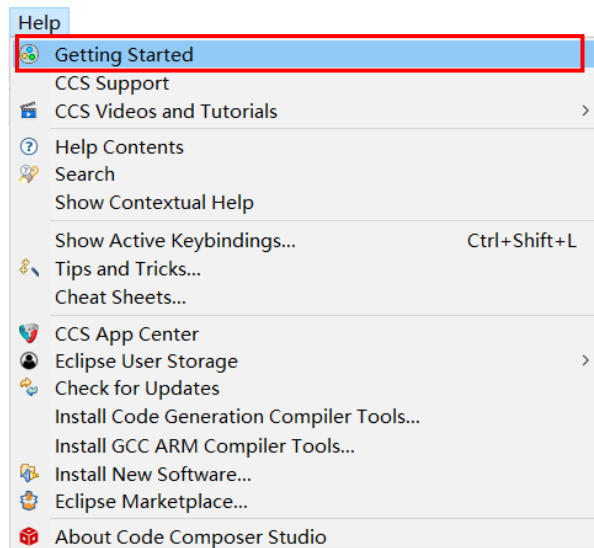 Help
Getting Started
CCS Support
CCS Videos and Tutorials
Help Contents
Search
Show Contextual Help
Show Active Keybindings... Ctrl+Shift+L
Tips and Tricks...
Cheat Sheets...
CCS App Center
Eclipse User Storage
Check for Updates
Install Code Generation Compiler Tools...
Install GCC ARM Compiler Tools...
Install New Software...
Eclipse Marketplace...
About Code Composer Studio